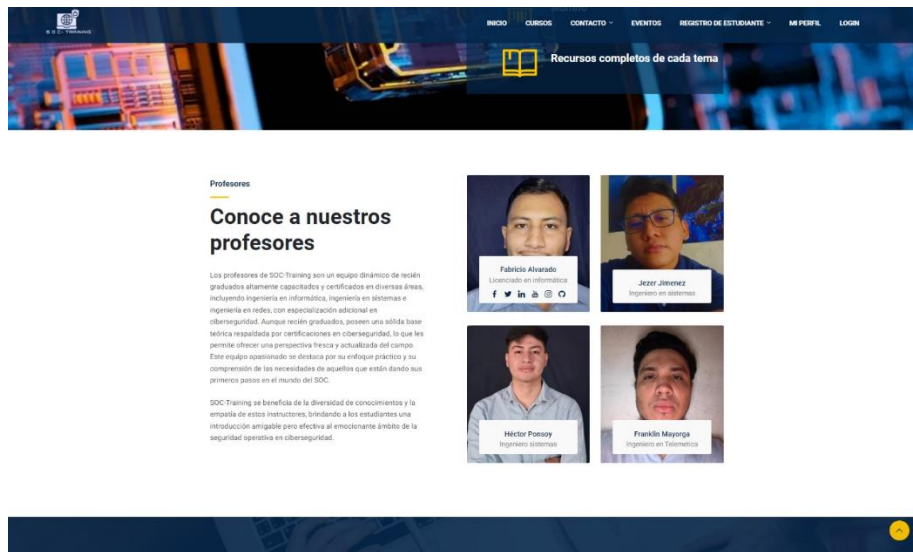 SOC-TRAINING
INICIO CURSOS CONTACTO EVENTOS REGISTRO DE ESTUDIANTE MI PERFIL LOGIN
Recursos completos de cada tema
Profesores
Conoce a nuestros
profesores
Los profesores de SOC-Training son un equipo dinámico de recién
graduados altamente capacitados y certificados en diversas áreas,
incluyendo ingeniería en informática, ingeniería en sistemas e
ingeniería en redes, con especialización adicional en
ciberseguridad. Aunque recién graduados, poseen una sólida base
teórica respaldada por certificaciones en ciberseguridad, lo que les
permite ofrecer una perspectiva fresca y actualizada del campo.
Este equipo apasionado se destaca por su enfoque práctico y su
comprensión de las necesidades de aquellos que están dando sus
primeros pasos en el mundo del SOC.
SOC-Training se beneficia de la diversidad de conocimientos y la
empatía de estos instructores, brindando a los estudiantes una
introducción amigable pero efectiva al emocionante ámbito de la
seguridad operativa en ciberseguridad.
Fabricio Alvarado
Licenciado en informática
Jezer Jimenez
Ingeniero en sistemas
Héctor Ponsoy
Ingeniero sistemas
Franklin Mayorga
Ingeniero en Telemetica